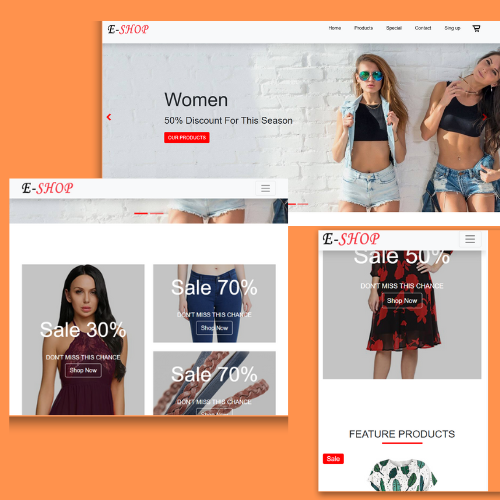 E-SHOP
Home Products Special Contact Sing up
Women
50% Discount For This Season
OUR PRODUCTS
E-SHOP
Sale 30%
DON'T MISS THIS CHANCE
Shop Now
Sale 70%
DON'T MISS THIS CHANCE
Shop Now
Sale 70%
DON'T MISS THIS CHANCE
Shop Now
E-SHOP
Sale 50%
DON'T MISS THIS CHANCE
Shop Now
FEATURE PRODUCTS
Sale